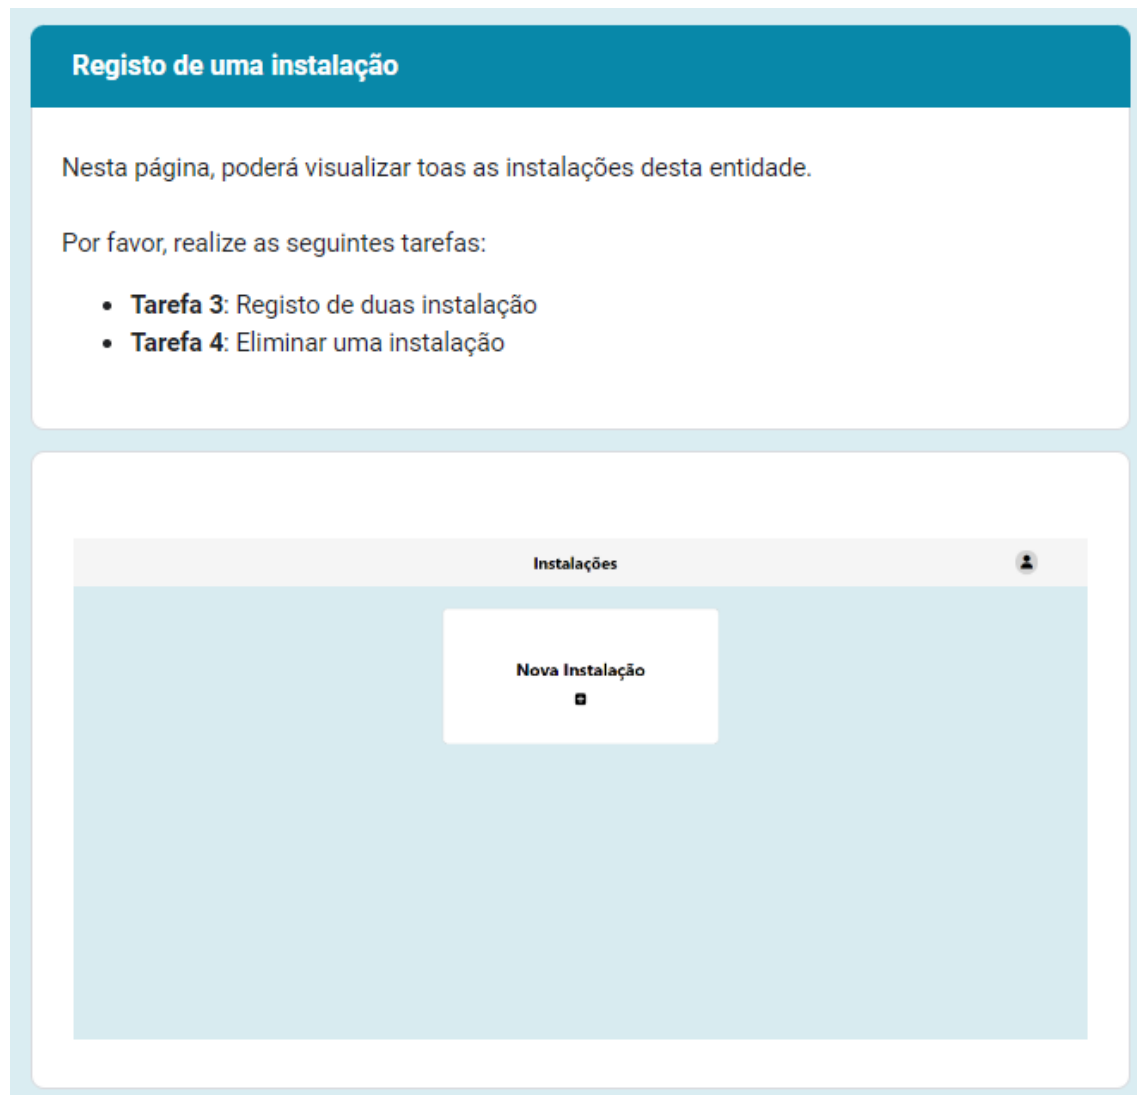 Registo de uma instalação
Nesta página, poderá visualizar toas as instalações desta entidade.
Por favor, realize as seguintes tarefas:
Tarefa 3: Registo de duas instalação
Tarefa 4: Eliminar uma instalação
Instalações
Nova Instalação